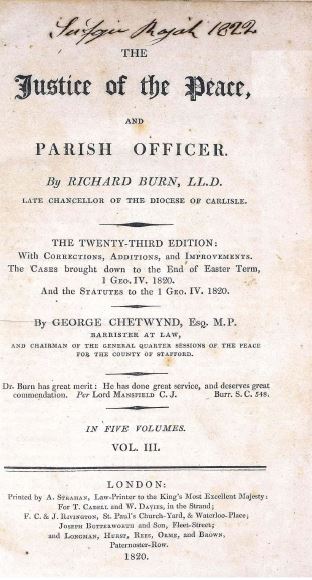 Rajah 1822
THE
Justice of the Peace,
AND
PARISH OFFICER.
By RICHARD BURN, LL.D.
LATE CHANCELLOR OF THE DIOCESE OF CARLISLE.
THE TWENTY-THIRD EDITION:
With CORRECTIONS, ADDITIONS, and IMPROVEMENTS.
The CASES brought down to the End of Easter Term,
1 GEO. IV. 1820.
And the STATUTES to the 1 GEO. IV. 1820.
By GEORGE CHETWYND, ESQ. M.P.
BARRISTER AT LAW,
AND CHAIRMAN OF THE GENERAL QUARTER SESSIONS OF THE PEACE
FOR THE COUNTY OF STAFFORD.
Dr. Burn has great merit: He has done great service, and deserves great
commendation. Per Lord MANSFIELD C. J. Burr. S. C. 548.
IN FIVE VOLUMES.
VOL. III.
LONDON:
Printed by A. STRAHAN, Law-Printer to the King's Most Excellent Majesty:
For T. CADELL and W. DAVIES, in the Strand;
F. C. & J. RIVINGTON, St. Paul's Church-Yard, & Waterloo-Place;
JOSEPH BUTTERWORTH and SON, Fleet-Street;
and LONGMAN, HURST, REES, ORME, and BROWN,
Paternoster-Row.
1820.